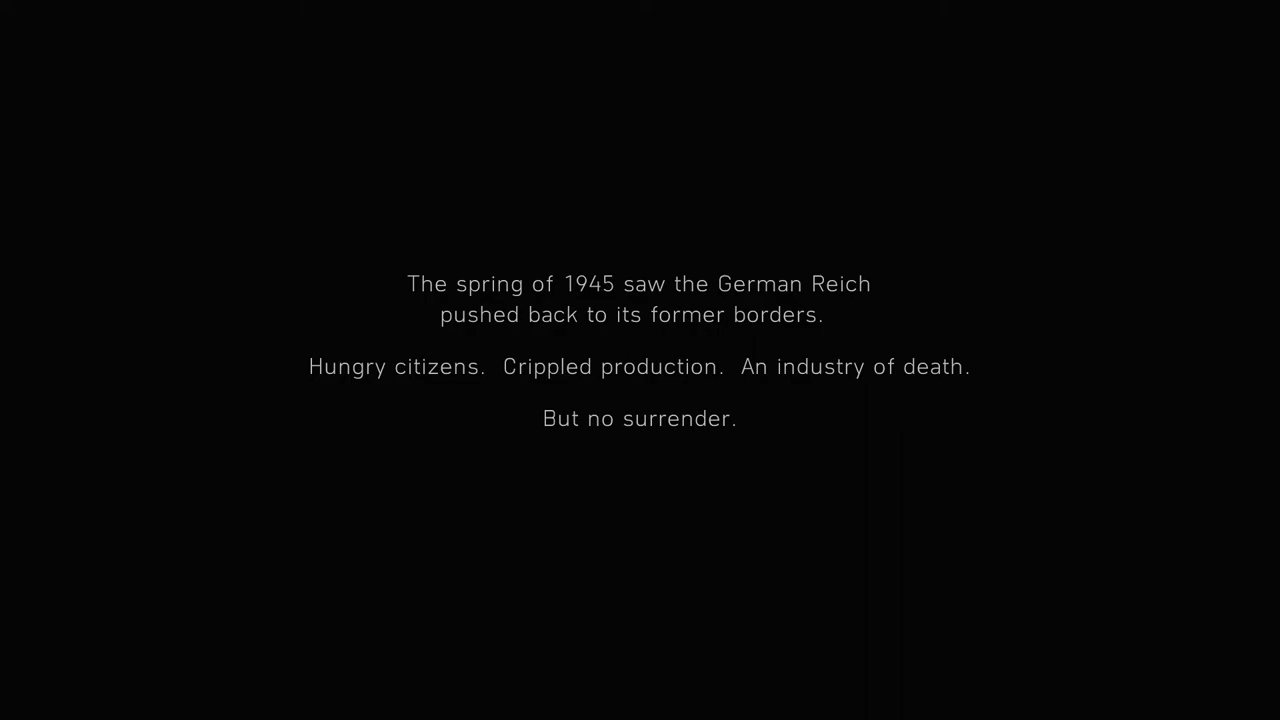 The spring of 1945 saw the German Reich
pushed back to its former borders.
Hungry citizens.  Crippled production.  An industry of death.
But no surrender.